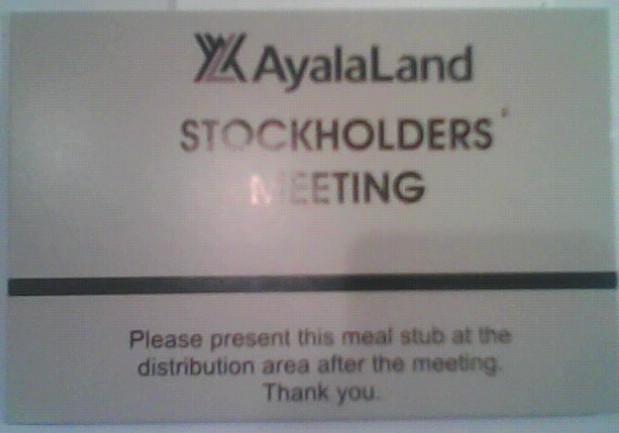 AyalaLand
STOCKHOLDERS'
MEETING
Please present this meal stub at the
distribution area after the meeting.
Thank you.